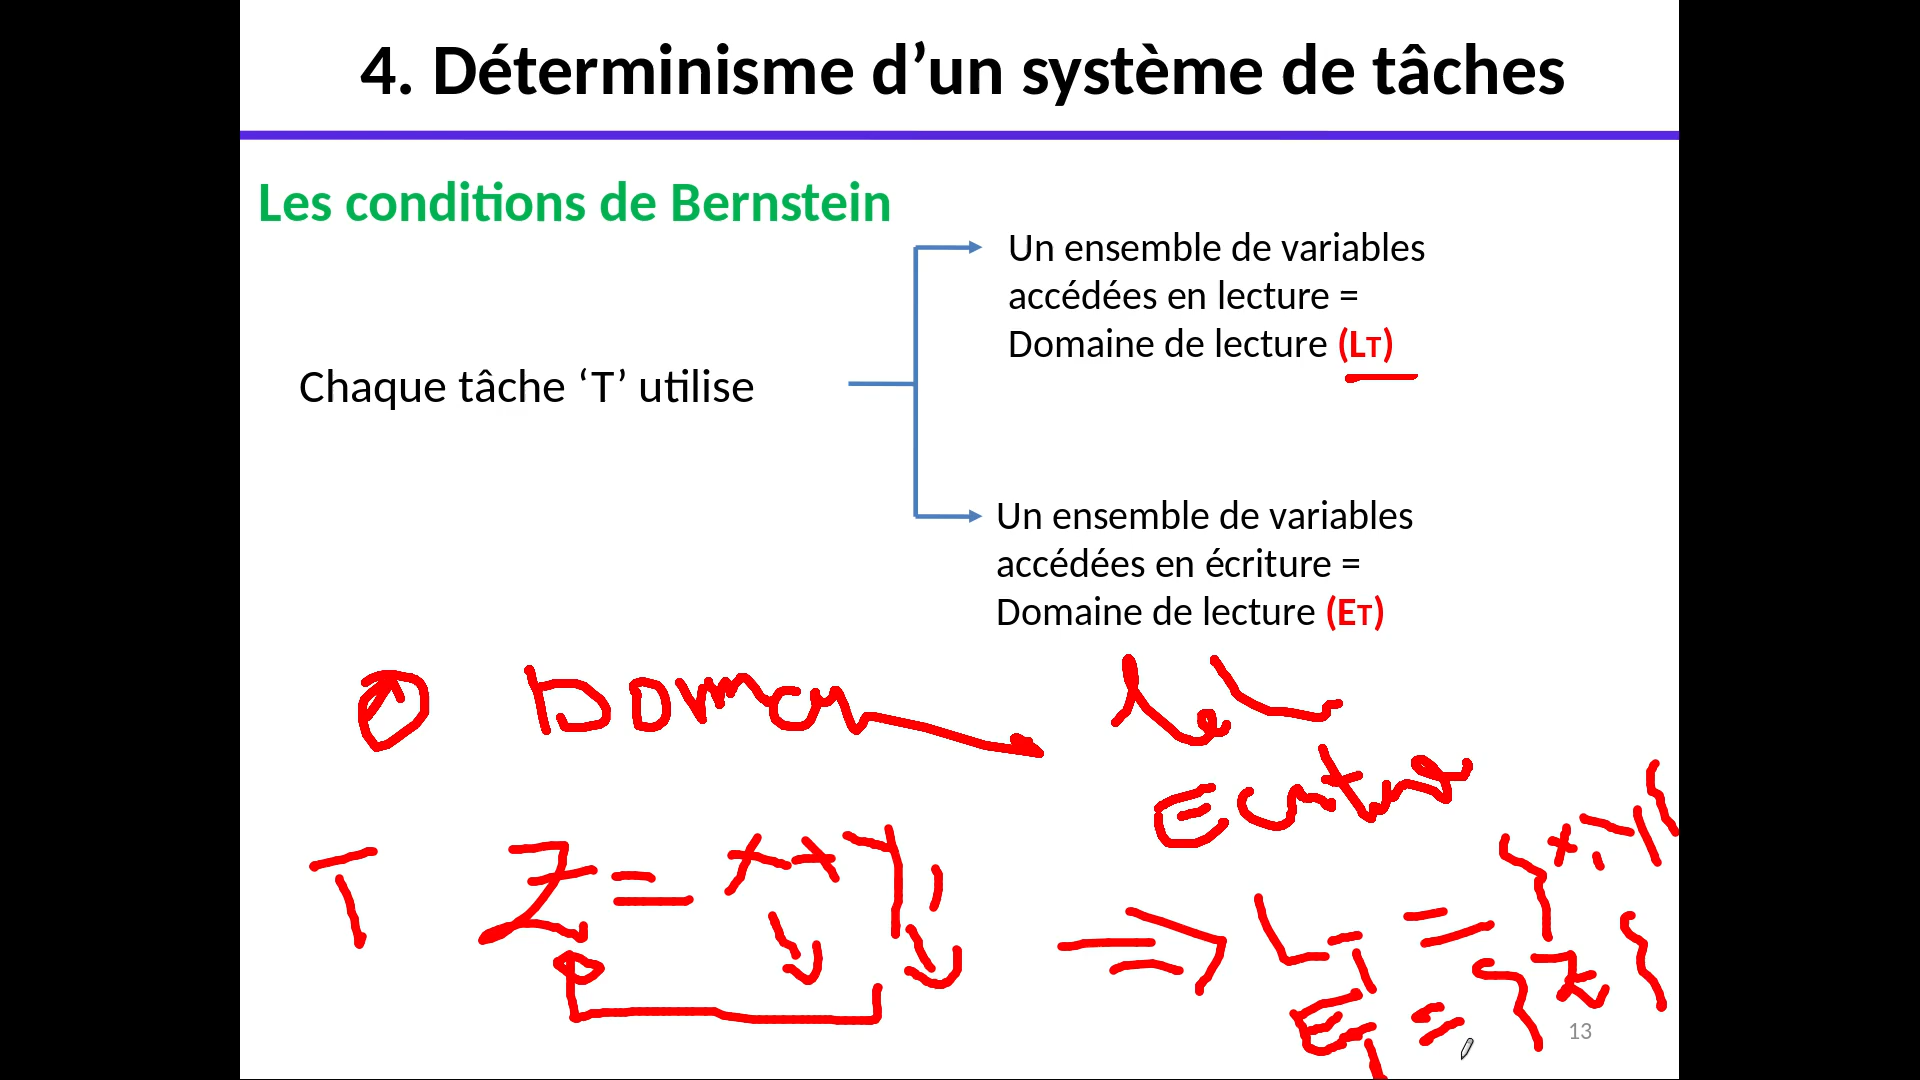 4. Déterminisme d’un système de tâches
Les conditions de Bernstein
Un ensemble de variables
accédées en lecture =
Domaine de lecture (LT)
Chaque tâche ‘T’ utilise
Un ensemble de variables
accédées en écriture =
Domaine de lecture (ET)
Ecriture
T Z = x + y ;
⇒ LT = {x, y}
ET = {Z}
13